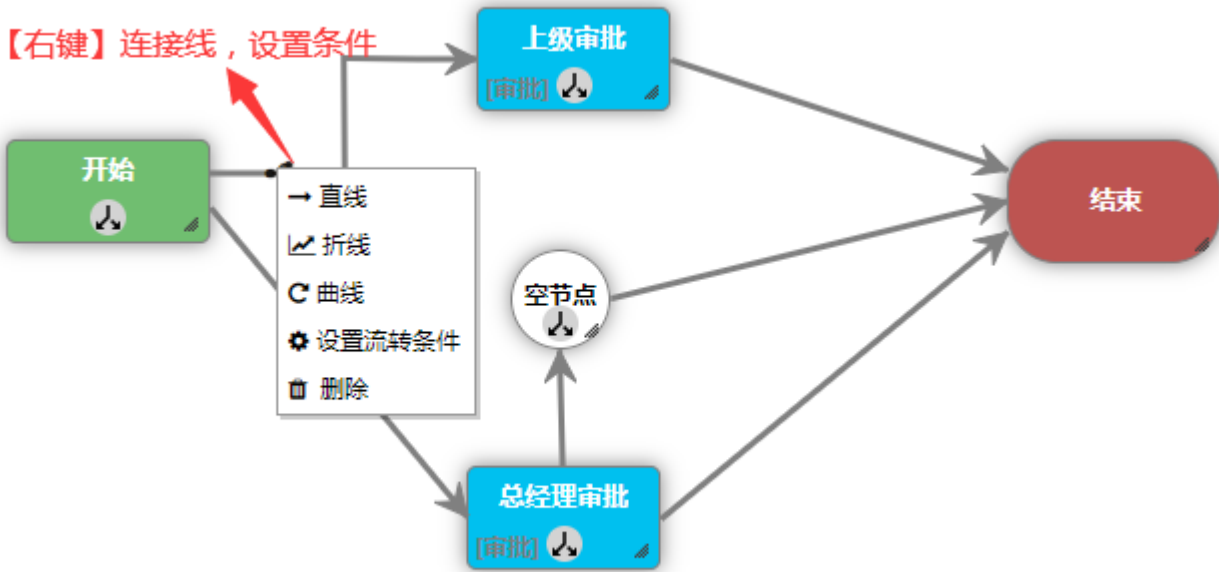 【右键】连接线，设置条件
上级审批
[审批]
开始
直线
折线
曲线
设置流转条件
删除
空节点
结束
总经理审批
[审批]